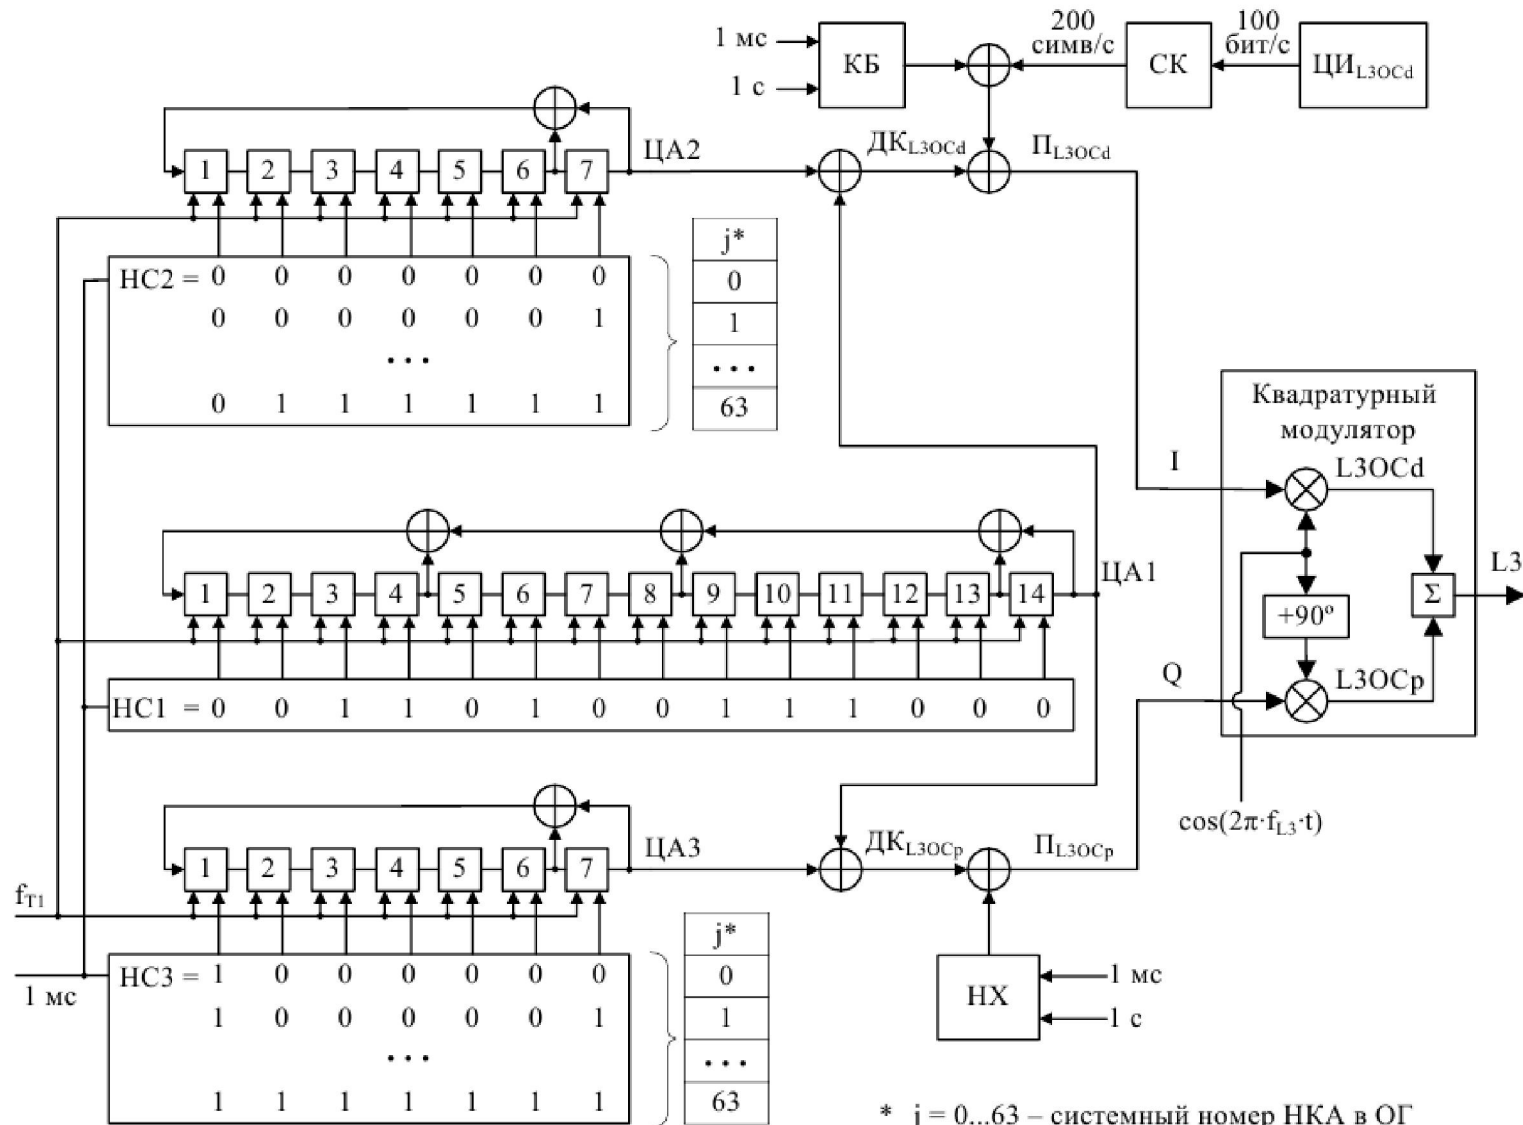 200 100
1 мс КБ симв/с СК бит/с ЦИL3OCd
1 с
1 2 3 4 5 6 7 ЦА2 ДКL3OCd ПL3OCd
j*
НС2 = 0 0 0 0 0 0 0 0
0 0 0 0 0 0 1 1
• • • • • •
0 1 1 1 1 1 1 63
Квадратурный
модулятор
I L3OCd
1 2 3 4 5 6 7 8 9 10 11 12 13 14 ЦА1 Σ L3
+90º
НС1 = 0 0 1 1 0 1 0 0 1 1 1 0 0 0 Q L3OCp
cos(2π·fL3·t)
1 2 3 4 5 6 7 ЦА3 ДКL3OCp ПL3OCp
fT1
j*
НС3 = 1 0 0 0 0 0 0 0
1 мс НХ 1 мс
1 0 0 0 0 0 1 1 1 с
• • • • • •
1 1 1 1 1 1 1 63
* j = 0...63 – системный номер НКА в ОГ